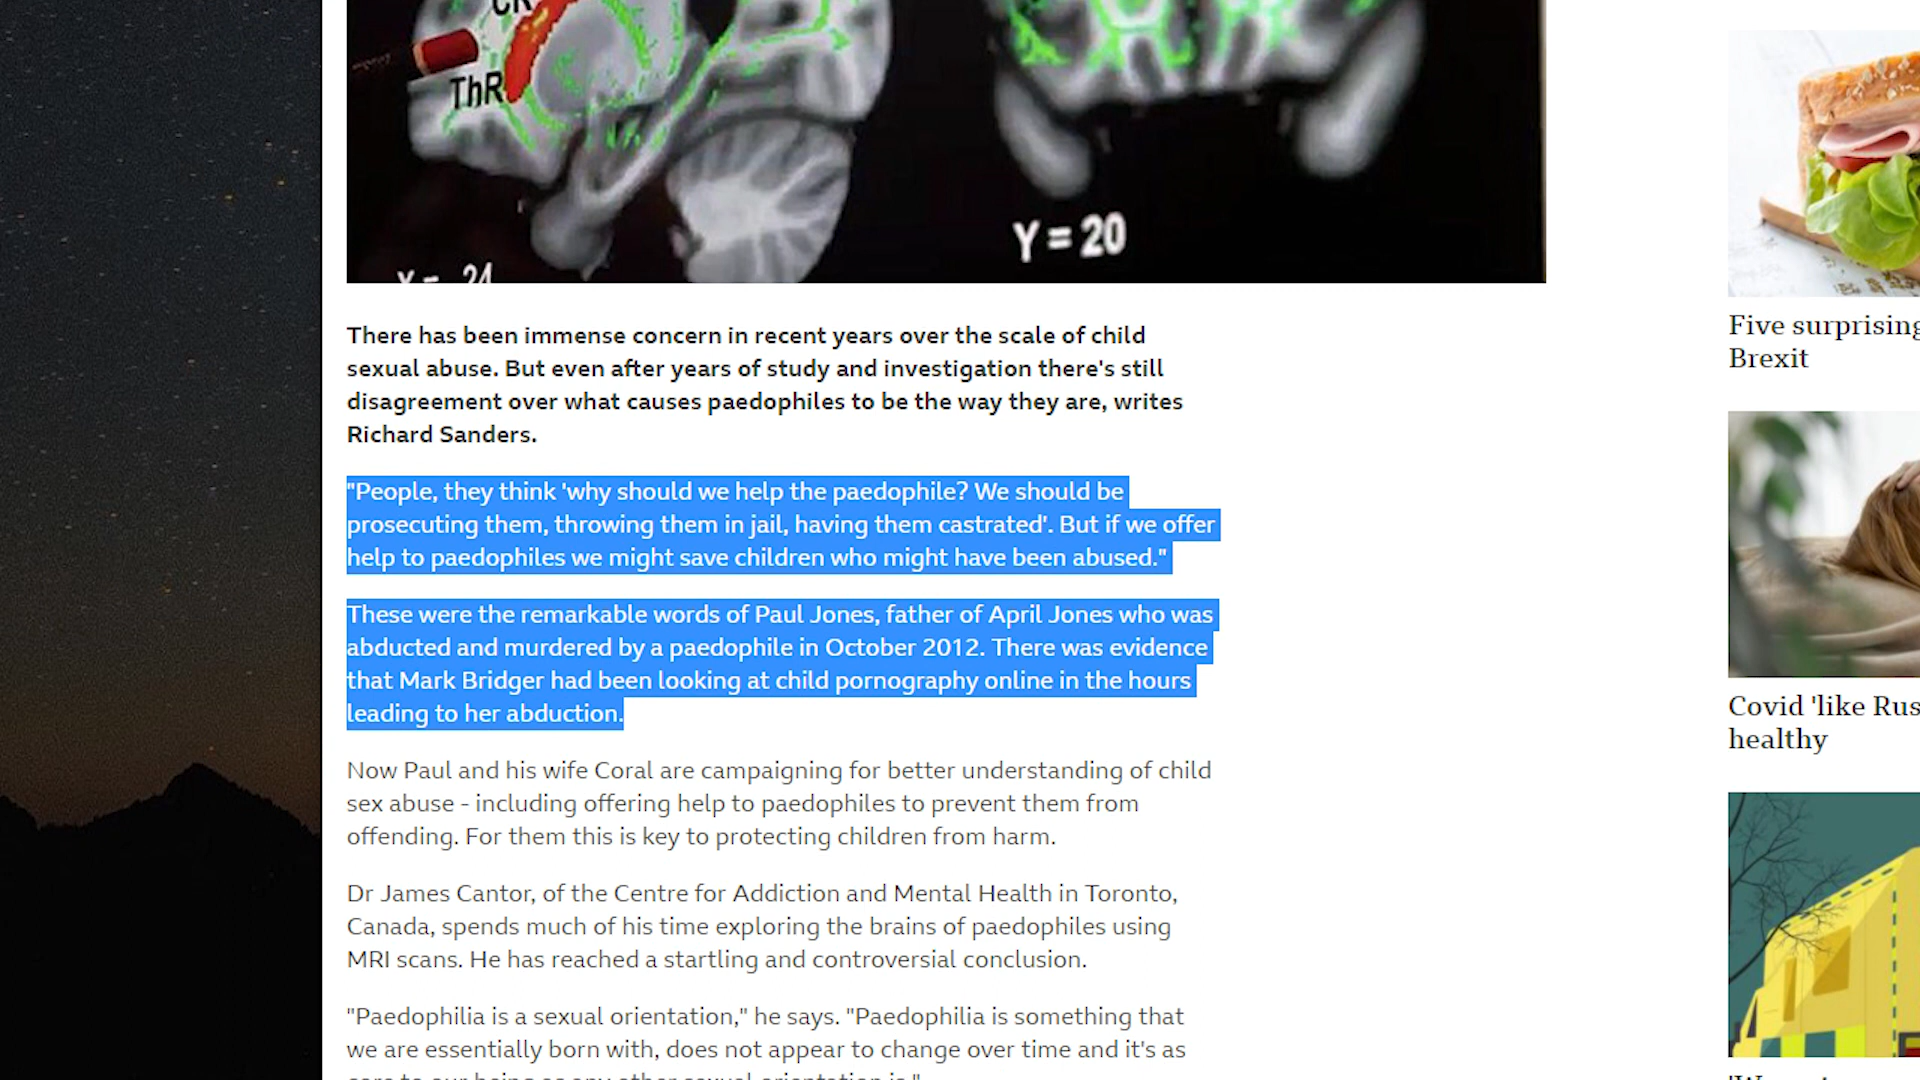 CR
ThR
Y = 20
There has been immense concern in recent years over the scale of child
sexual abuse. But even after years of study and investigation there's still
disagreement over what causes paedophiles to be the way they are, writes
Richard Sanders.
"People, they think 'why should we help the paedophile? We should be
prosecuting them, throwing them in jail, having them castrated'. But if we offer
help to paedophiles we might save children who might have been abused."
These were the remarkable words of Paul Jones, father of April Jones who was
abducted and murdered by a paedophile in October 2012. There was evidence
that Mark Bridger had been looking at child pornography online in the hours
leading to her abduction.
Now Paul and his wife Coral are campaigning for better understanding of child
sex abuse - including offering help to paedophiles to prevent them from
offending. For them this is key to protecting children from harm.
Dr James Cantor, of the Centre for Addiction and Mental Health in Toronto,
Canada, spends much of his time exploring the brains of paedophiles using
MRI scans. He has reached a startling and controversial conclusion.
"Paedophilia is a sexual orientation," he says. "Paedophilia is something that
we are essentially born with, does not appear to change over time and it's as
Five surprising
Brexit
Covid 'like Rus
healthy